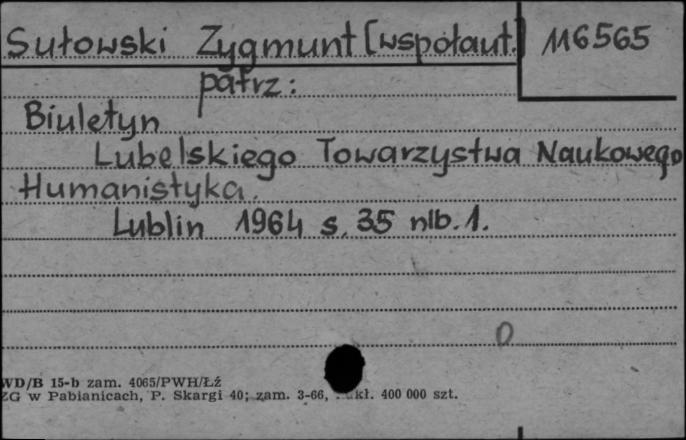 Sułowski Zygmunt [współaut.] 116565
patrz:
Biuletyn
Lubelskiego Towarzystwa Naukowego
Humanistyka.
Lublin 1964 s. 35 nlb. 1.
0
WD/B 15-b zam. 4065/PWH/Łź
ZG w Pabianicach, P. Skargi 40; zam. 3-66, kł. 400 000 szt.